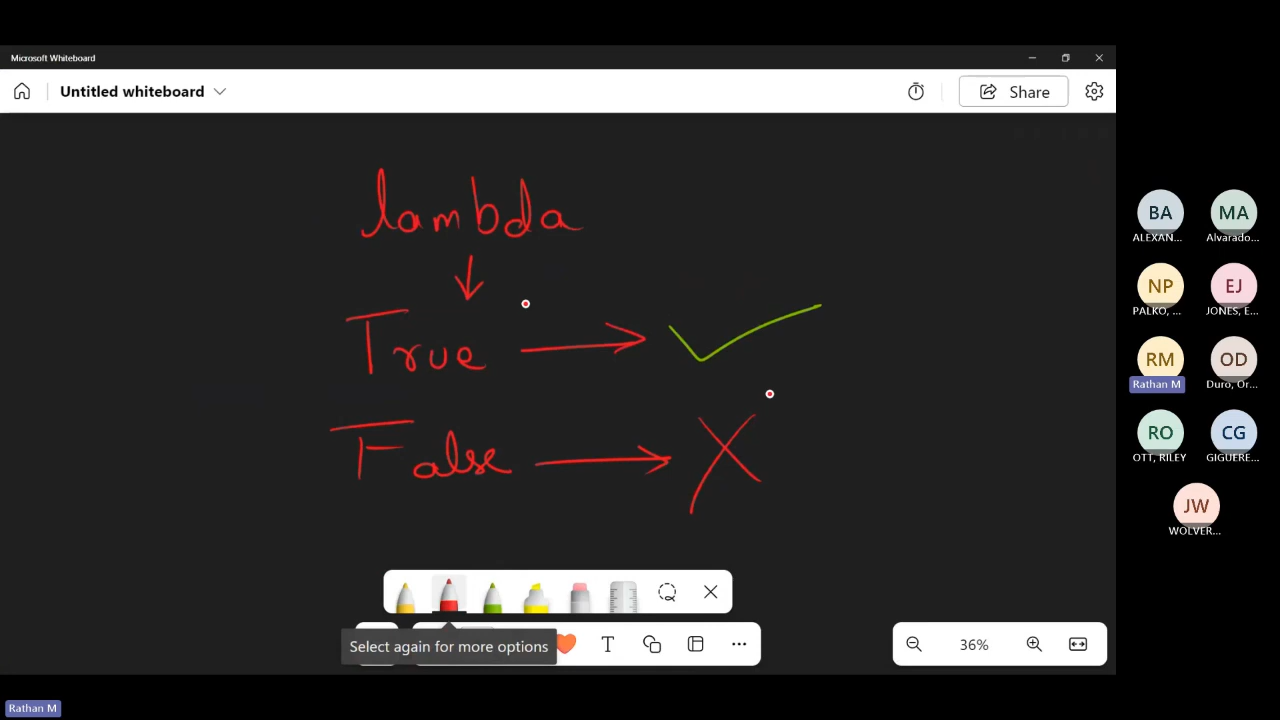 Microsoft Whiteboard
Untitled whiteboard
Share
lambda
True
False
Select again for more options
36%
BA
ALEXAN...
MA
Alvarado...
NP
PALKO, ...
EJ
JONES, E...
RM
Rathan M
OD
Duro, Or...
RO
OTT, RILEY
CG
GIGUERE...
JW
WOLVER...
Rathan M